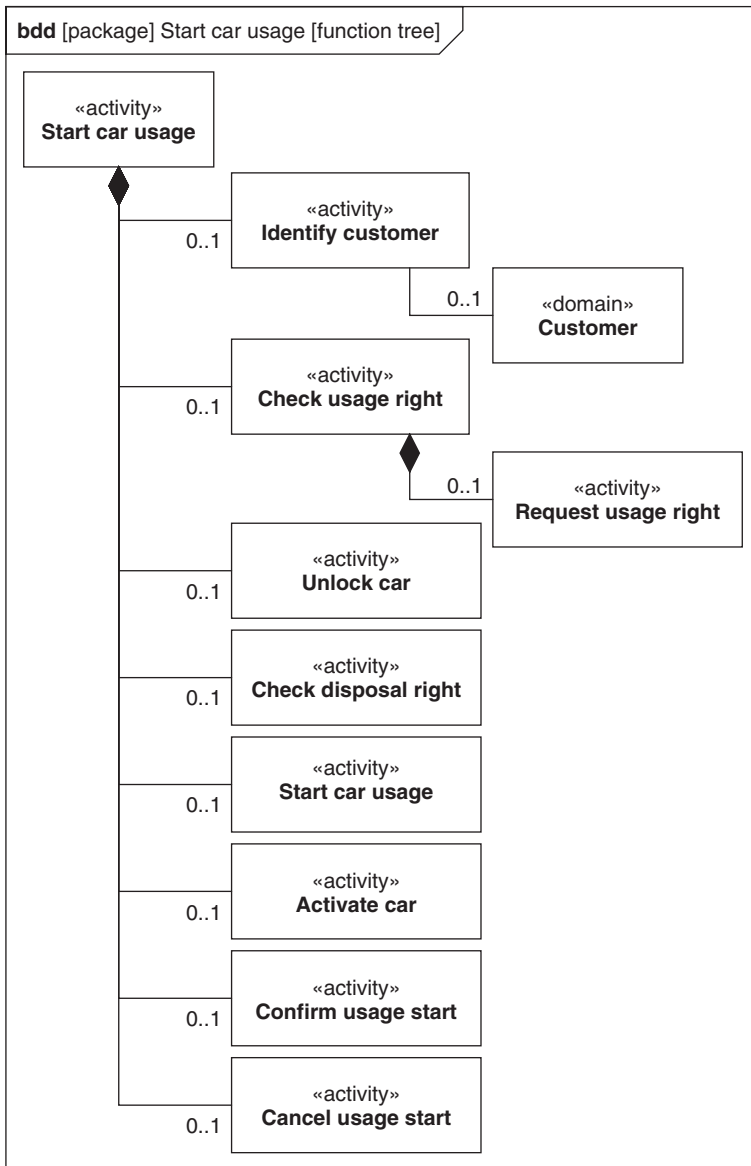 bdd [package] Start car usage [function tree]
«activity»
Start car usage
«activity»
Identify customer
0..1
«domain»
Customer
0..1
«activity»
Check usage right
0..1
«activity»
Request usage right
0..1
«activity»
Unlock car
0..1
«activity»
Check disposal right
0..1
«activity»
Start car usage
0..1
«activity»
Activate car
0..1
«activity»
Confirm usage start
0..1
«activity»
Cancel usage start
0..1